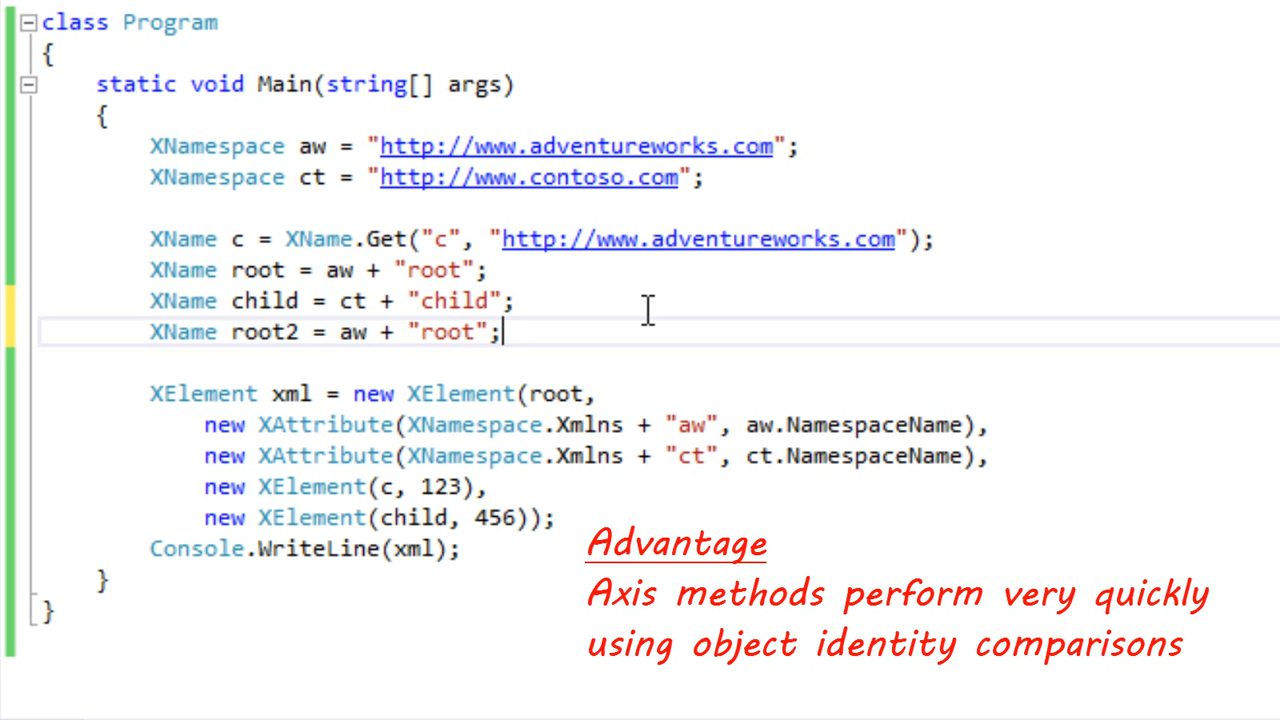 class Program
{
static void Main(string[] args)
{
XNamespace aw = "http://www.adventureworks.com";
XNamespace ct = "http://www.contoso.com";
XName c = XName.Get("c", "http://www.adventureworks.com");
XName root = aw + "root";
XName child = ct + "child";
XName root2 = aw + "root";
XElement xml = new XElement(root,
new XAttribute(XNamespace.Xmlns + "aw", aw.NamespaceName),
new XAttribute(XNamespace.Xmlns + "ct", ct.NamespaceName),
new XElement(c, 123),
new XElement(child, 456));
Console.WriteLine(xml);
}
}
Advantage
Axis methods perform very quickly
using object identity comparisons